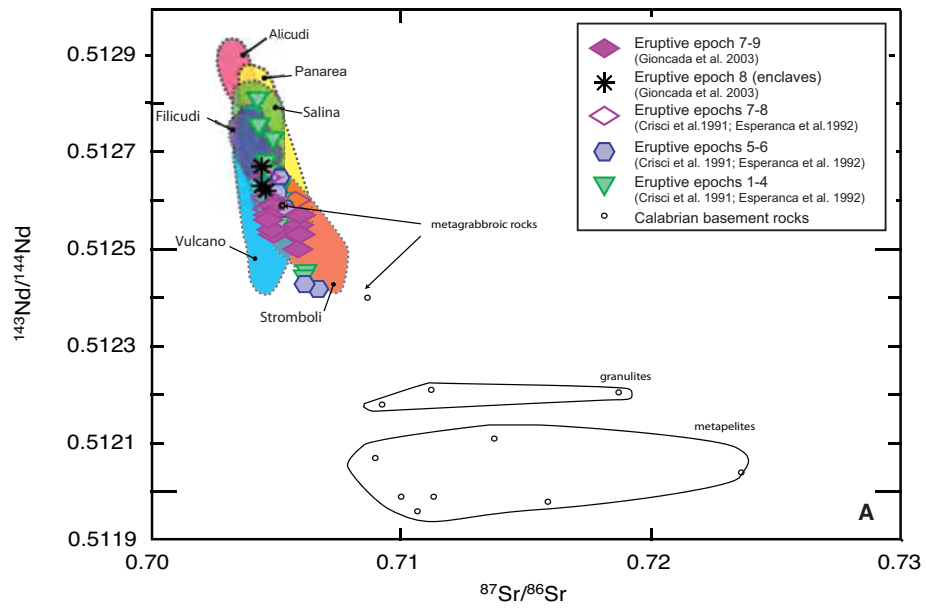 0.5129
0.5127
0.5125
0.5123
0.5121
0.5119
143Nd/144Nd
0.70
0.71
0.72
0.73
87Sr/86Sr
Alicudi
Panarea
Salina
Filicudi
Vulcano
Stromboli
metagrabbroic rocks
granulites
metapelites
A
Eruptive epoch 7-9
(Gioncada et al. 2003)
Eruptive epoch 8 (enclaves)
(Gioncada et al. 2003)
Eruptive epochs 7-8
(Crisci et al.1991; Esperanca et al.1992)
Eruptive epochs 5-6
(Crisci et al. 1991; Esperanca et al. 1992)
Eruptive epochs 1-4
(Crisci et al. 1991; Esperanca et al. 1992)
Calabrian basement rocks